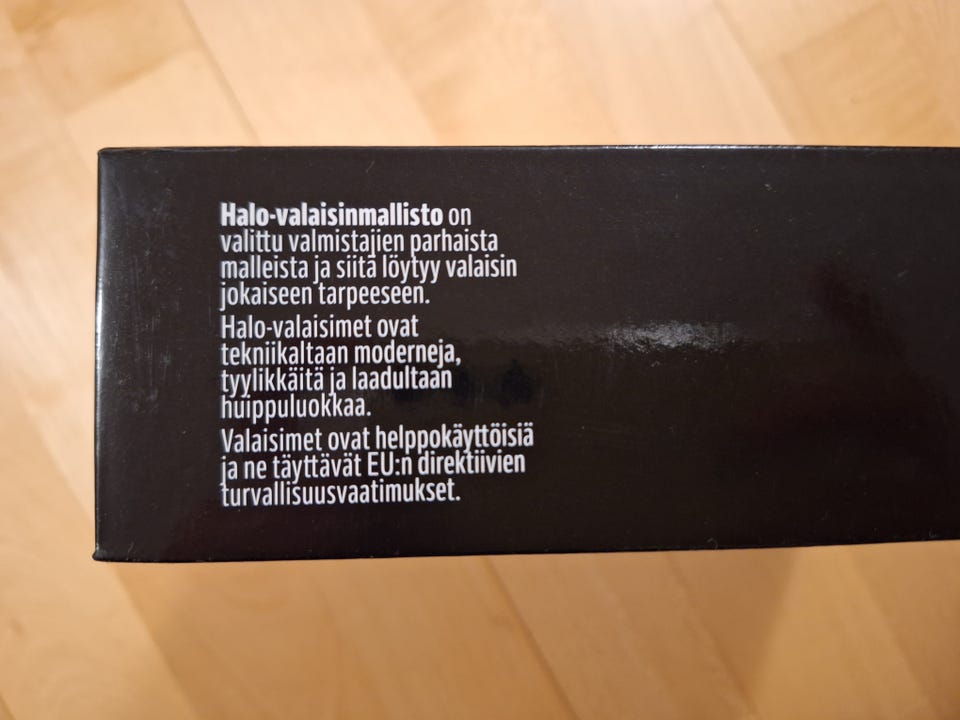 Halo-valaisinmallisto on
valittu valmistajien parhaista
malleista ja siitä löytyy valaisin
jokaiseen tarpeeseen.
Halo-valaisimet ovat
tekniikaltaan moderneja,
tyylikkäitä ja laadultaan
huippuluokkaa.
Valaisimet ovat helppokäyttöisiä
ja ne täyttävät EU:n direktiivien
turvallisuusvaatimukset.